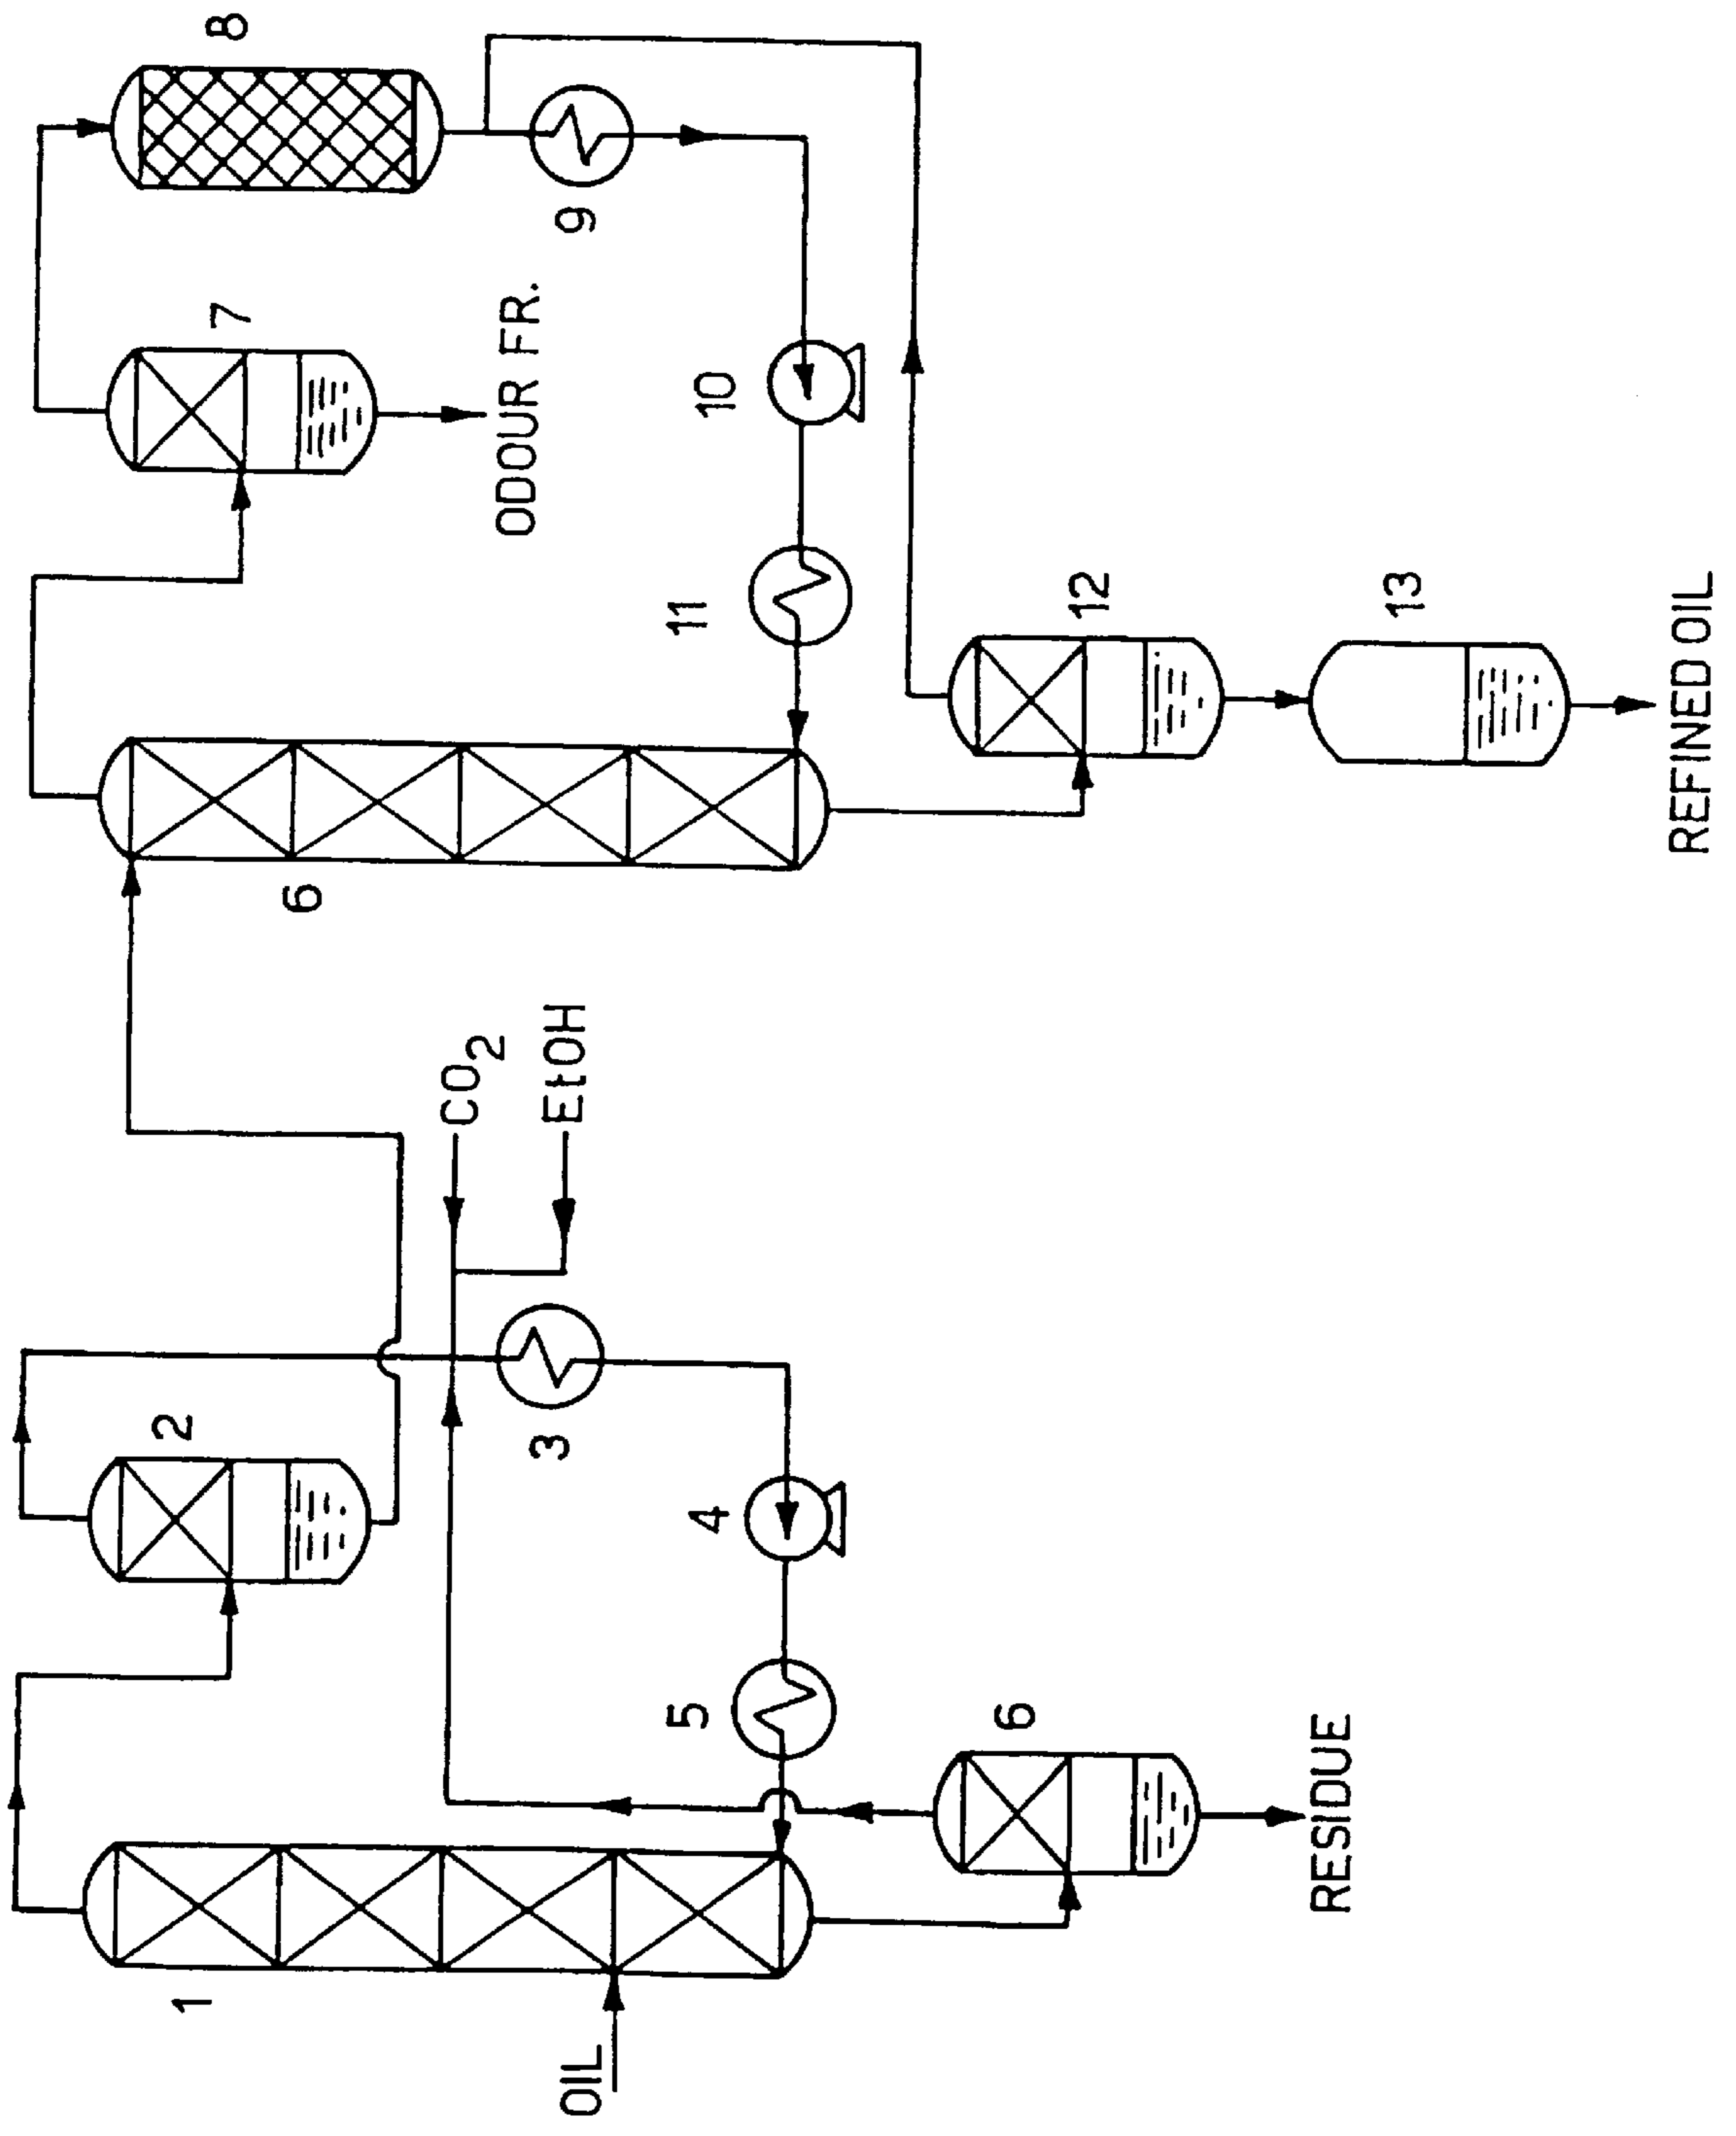 1
2
7
8
6
CO2
ODOUR FR.
OIL
3
EtOH
9
5
4
11
10
6
12
RESIDUE
13
REFINED OIL